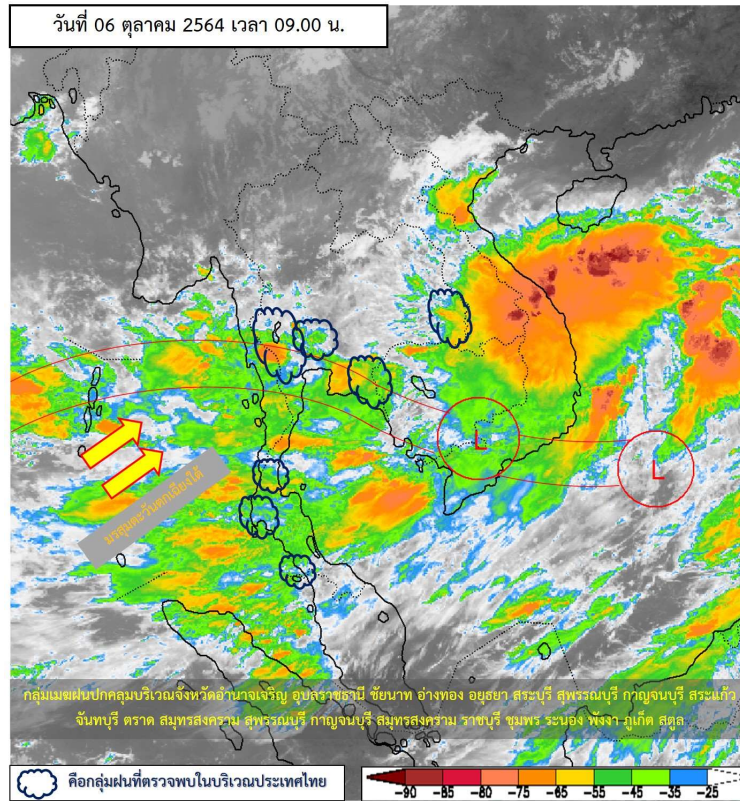 วันที่ 06 ตุลาคม 2564 เวลา 09.00 น.
L
L
มรสุมตะวันตกเฉียงใต้
กลุ่มเมฆฝนปกคลุมบริเวณจังหวัดอำนาจเจริญ อุบลราชธานี ชัยนาท อ่างทอง อยุธยา สระบุรี สุพรรณบุรี กาญจนบุรี สระแก้ว
จันทบุรี ตราด สมุทรสงคราม สุพรรณบุรี กาญจนบุรี สมุทรสงคราม ราชบุรี ชุมพร ระนอง พังงา ภูเก็ต สตูล
คือกลุ่มฝนที่ตรวจพบในบริเวณประเทศไทย
-90 -85 -80 -75 -65 -55 -45 -35 -25